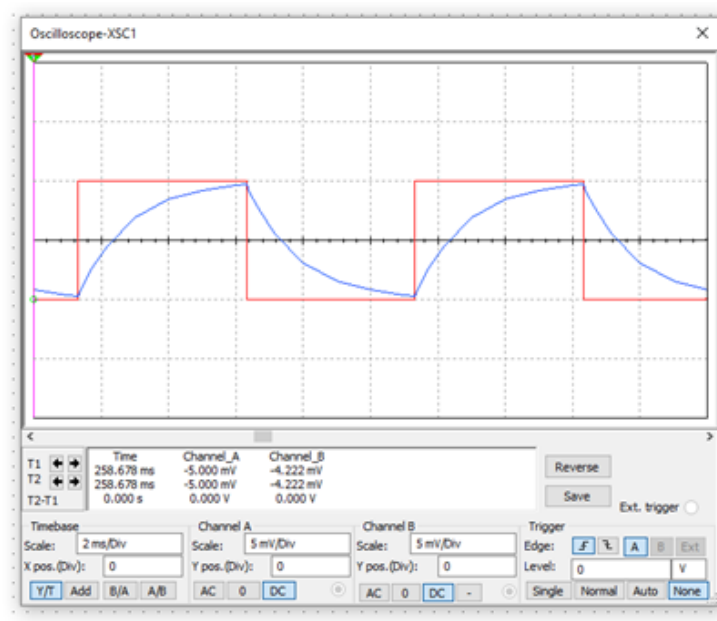 Oscilloscope-XSC1
Time Channel_A Channel_B
T1 258.678 ms -5.000 mV -4.222 mV
T2 258.678 ms -5.000 mV -4.222 mV
T2-T1 0.000 s 0.000 V 0.000 V
Reverse
Save
Ext. trigger
Timebase Channel A Channel B Trigger
Scale: 2 ms/Div Scale: 5 mV/Div Scale: 5 mV/Div Edge: A B Ext
X pos.(Div): 0 Y pos.(Div): 0 Y pos.(Div): 0 Level: 0 V
Y/T Add B/A A/B AC 0 DC AC 0 DC - Single Normal Auto None